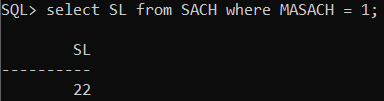 SQL> select SL from SACH where MASACH = 1;
SL
----------
22